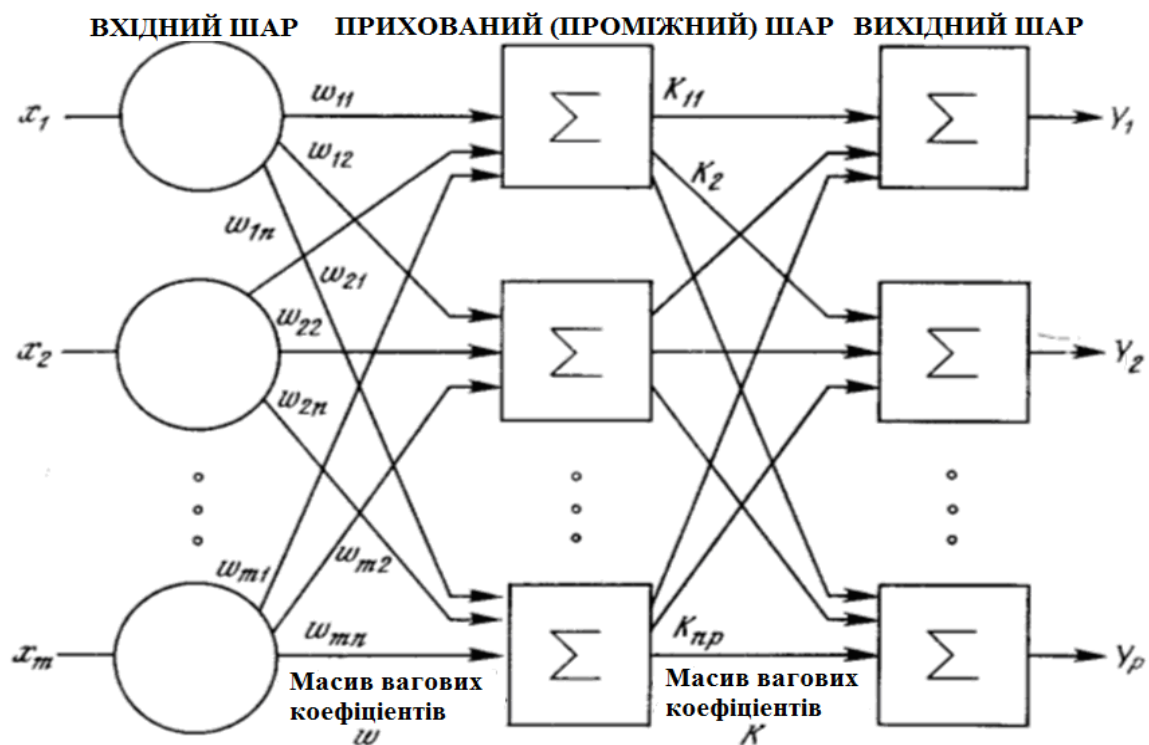 ВХІДНИЙ ШАР
ПРИХОВАНИЙ (ПРОМІЖНИЙ) ШАР
ВИХІДНИЙ ШАР
x₁
w₁₁
Σ
K₁₁
Σ
Y₁
w₁₂
K₂
w₁ₙ
w₂₁
x₂
w₂₂
Σ
Σ
Y₂
w₂ₙ
wₘ₁
wₘ₂
xₘ
wₘₙ
Σ
Kₙₚ
Σ
Yₚ
Масив вагових
коефіцієнтів
w
Масив вагових
коефіцієнтів
K